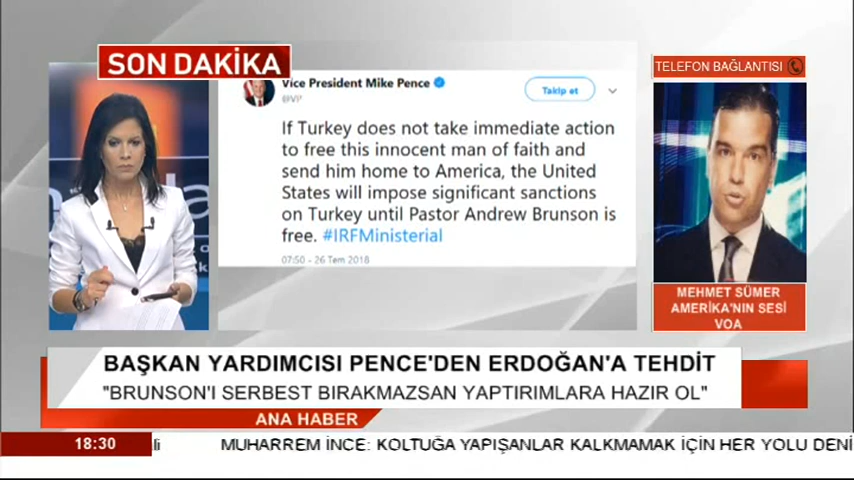 SON DAKİKA
Vice President Mike Pence
@VP
Takip et
If Turkey does not take immediate action
to free this innocent man of faith and
send him home to America, the United
States will impose significant sanctions
on Turkey until Pastor Andrew Brunson is
free. #IRFMinisterial
07:50 - 26 Tem 2018
TELEFON BAĞLANTISI
MEHMET SÜMER
AMERİKA'NIN SESİ
VOA
BAŞKAN YARDIMCISI PENCE'DEN ERDOĞAN'A TEHDİT
"BRUNSON'I SERBEST BIRAKMAZSAN YAPTIRIMLARA HAZIR OL"
ANA HABER
18:30
li MUHARREM İNCE: KOLTUĞA YAPIŞANLAR KALKMAMAK İÇİN HER YOLU DENİ